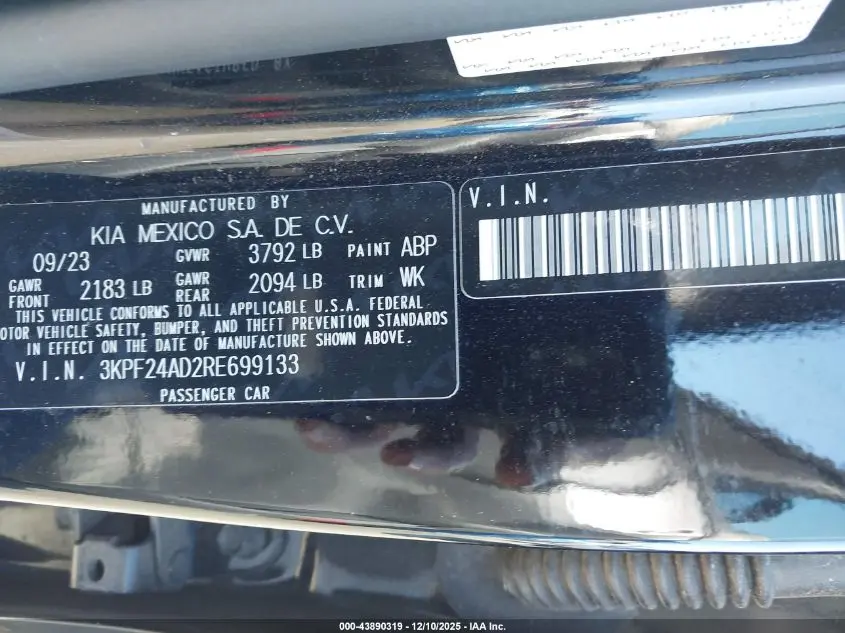 MANUFACTURED BY
KIA MEXICO S.A. DE C.V.
09/23 GVWR 3792 LB PAINT ABP
GAWR FRONT 2183 LB GAWR REAR 2094 LB TRIM WK
THIS VEHICLE CONFORMS TO ALL APPLICABLE U.S.A. FEDERAL
OTOR VEHICLE SAFETY, BUMPER, AND THEFT PREVENTION STANDARDS
IN EFFECT ON THE DATE OF MANUFACTURE SHOWN ABOVE.
V.I.N. 3KPF24AD2RE699133
PASSENGER CAR
V.I.N.
000-43890319 - 12/10/2025 - IAA Inc.